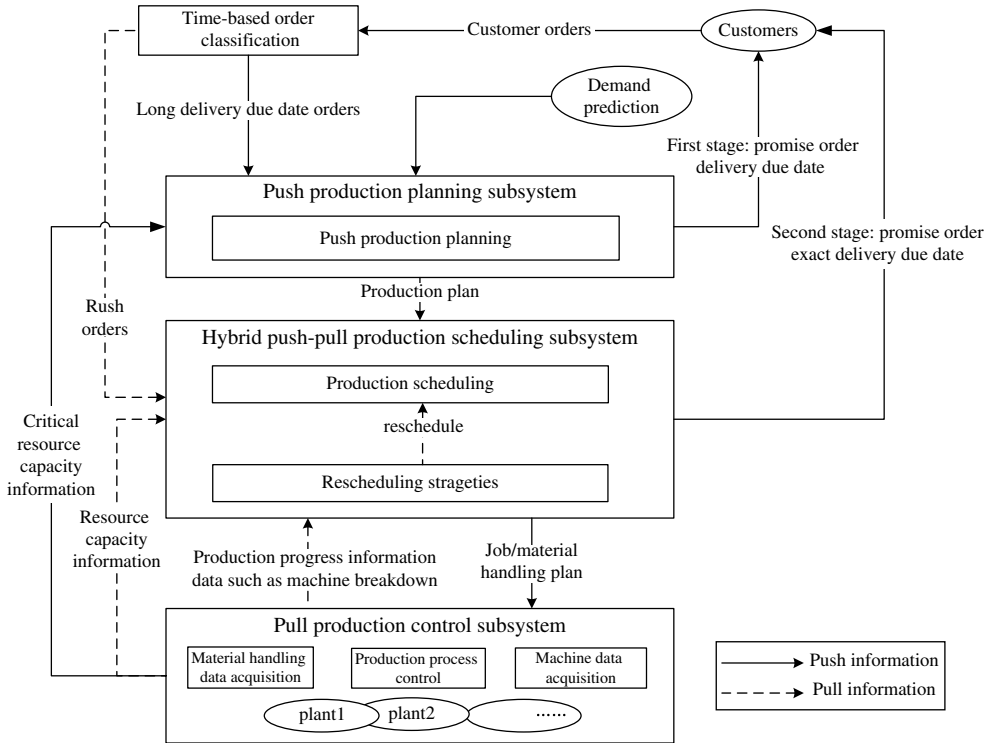 Time-based order
classification
Customer orders
Customers
Long delivery due date orders
Demand
prediction
First stage: promise order
delivery due date
Push production planning subsystem
Push production planning
Second stage: promise order
exact delivery due date
Production plan
Rush
orders
Hybrid push-pull production scheduling subsystem
Production scheduling
reschedule
Rescheduling strageties
Critical
resource
capacity
information
Resource
capacity
information
Production progress information
data such as machine breakdown
Job/material
handling plan
Pull production control subsystem
Material handling
data acquisition
Production process
control
Machine data
acquisition
plant1
plant2
......
Push information
Pull information